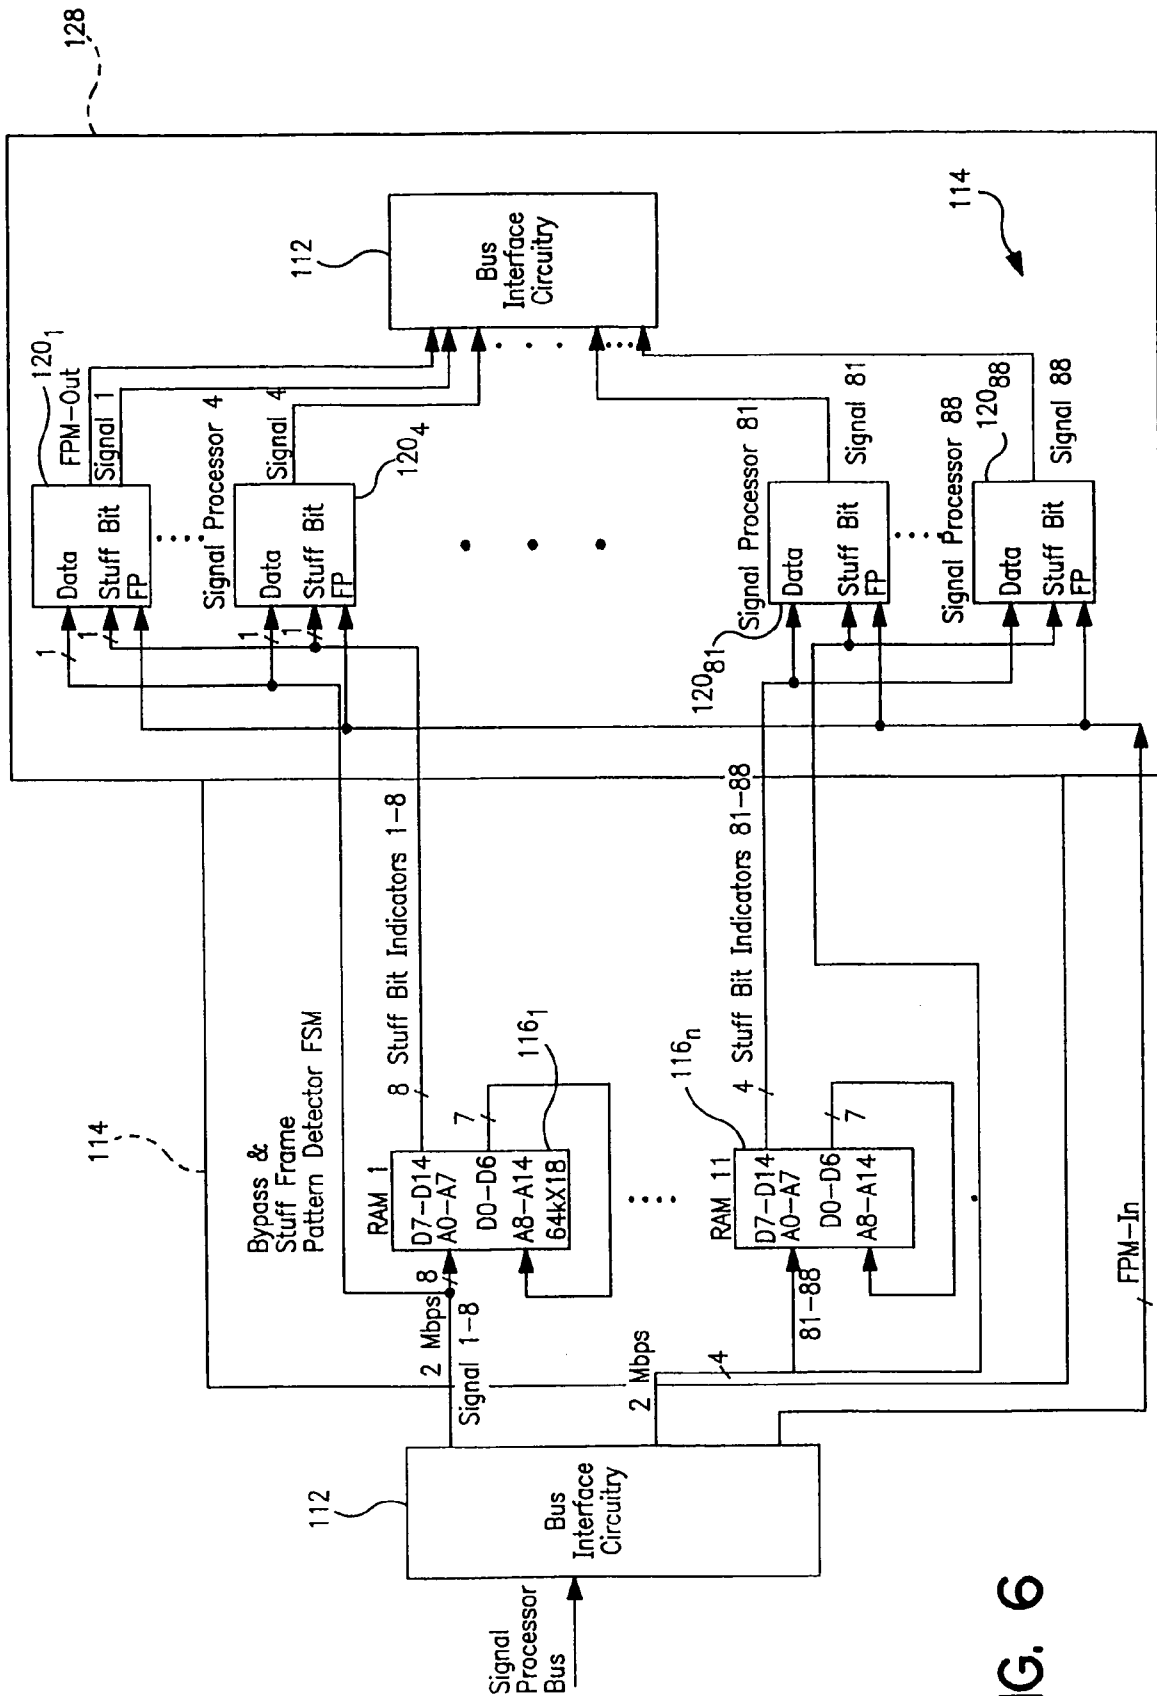 128
114
112
Signal
Processor
Bus
Bus
Interface
Circuitry
2 Mbps
Signal 1-8
8
2 Mbps
4
81-88
Bypass &
Stuff Frame
Pattern Detector FSM
RAM 1
D7-D14
A0-A7
D0-D6
A8-A14
64kX18
7
116₁
8 Stuff Bit Indicators 1-8
8
RAM 11
D7-D14
A0-A7
D0-D6
A8-A14
7
116ₙ
4 Stuff Bit Indicators 81-88
FPM-In
120₁
Data
Stuff Bit
FP
1
1
FPM-Out
Signal 1
Signal Processor 4
Data
Stuff Bit
FP
1
1
Signal 4
120₄
Signal Processor 81
Data
Stuff Bit
FP
120₈₁
Signal 81
Signal Processor 88
Data
Stuff Bit
FP
120₈₈
Signal 88
112
Bus
Interface
Circuitry
114
IG. 6